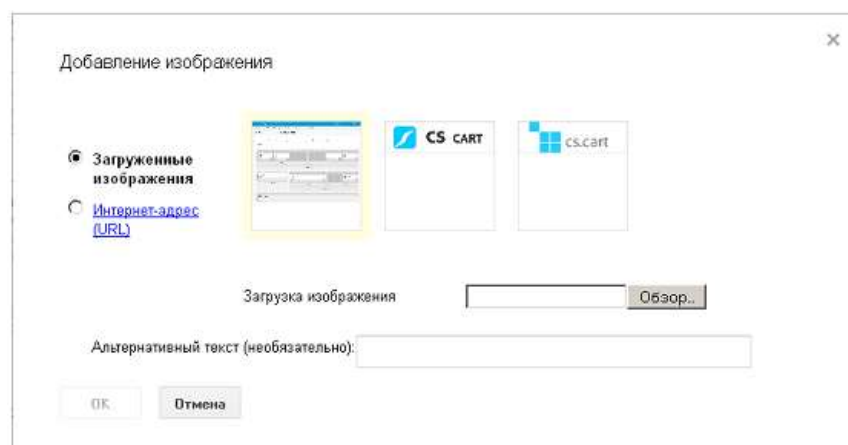 Добавление изображения
Загруженные
изображения
Интернет-адрес
(URL)
CS CART
cs.cart
Загрузка изображения
Обзор..
Альтернативный текст (необязательно):
OK
Отмена